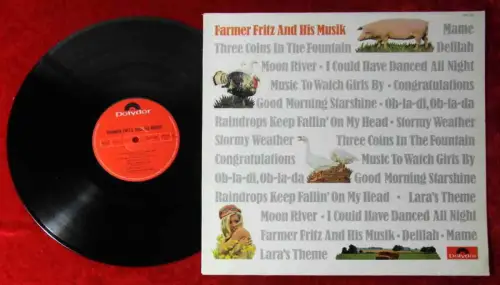 Polydor
Farmer Fritz And His Musik
Mame
Three Coins In The Fountain
Delilah
Moon River • I Could Have Danced All Night
Music To Watch Girls By • Congratulations
Good Morning Starshine • Ob-la-di, Ob-la-da
Raindrops Keep Fallin' On My Head • Stormy Weather
Stormy Weather
Three Coins In The Fountain
Congratulations
Music To Watch Girls By
Ob-la-di, Ob-la-da
Good Morning Starshine
Raindrops Keep Fallin' On My Head • Lara's Theme
Moon River • I Could Have Danced All Night
Farmer Fritz And His Musik • Delilah • Mame
Lara's Theme
Polydor